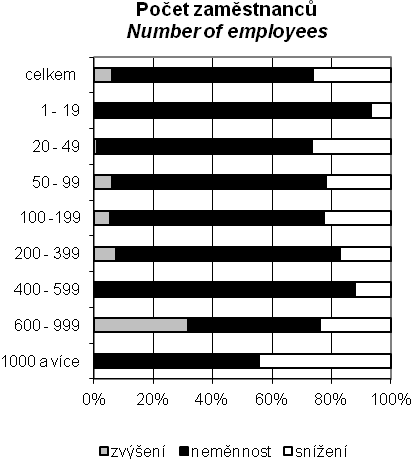 Počet zaměstnanců
Number of employees
celkem
1 - 19
20 - 49
50 - 99
100 -199
200 - 399
400 - 599
600 - 999
1000 a více
0% 20% 40% 60% 80% 100%
zvýšení neměnnost snížení